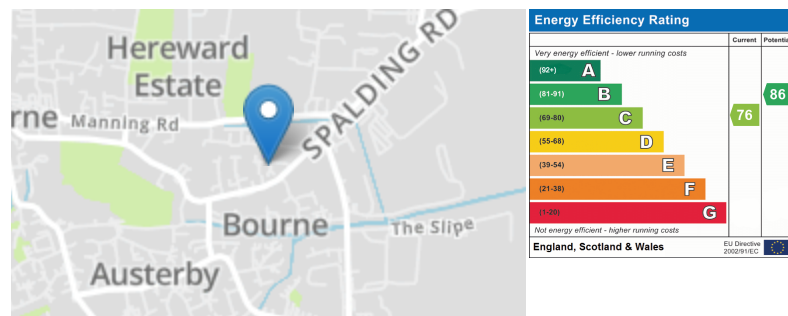 Hereward
Estate
SPALDING RD
rne
Manning Rd
Bourne
The Slipe
Austerby
Energy Efficiency Rating
Current
Potentia
Very energy efficient - lower running costs
(92+) A
(81-91) B
86
(69-80) C
76
(55-68) D
(39-54) E
(21-38) F
(1-20) G
Not energy efficient - higher running costs
England, Scotland & Wales
EU Directive
2002/91/EC